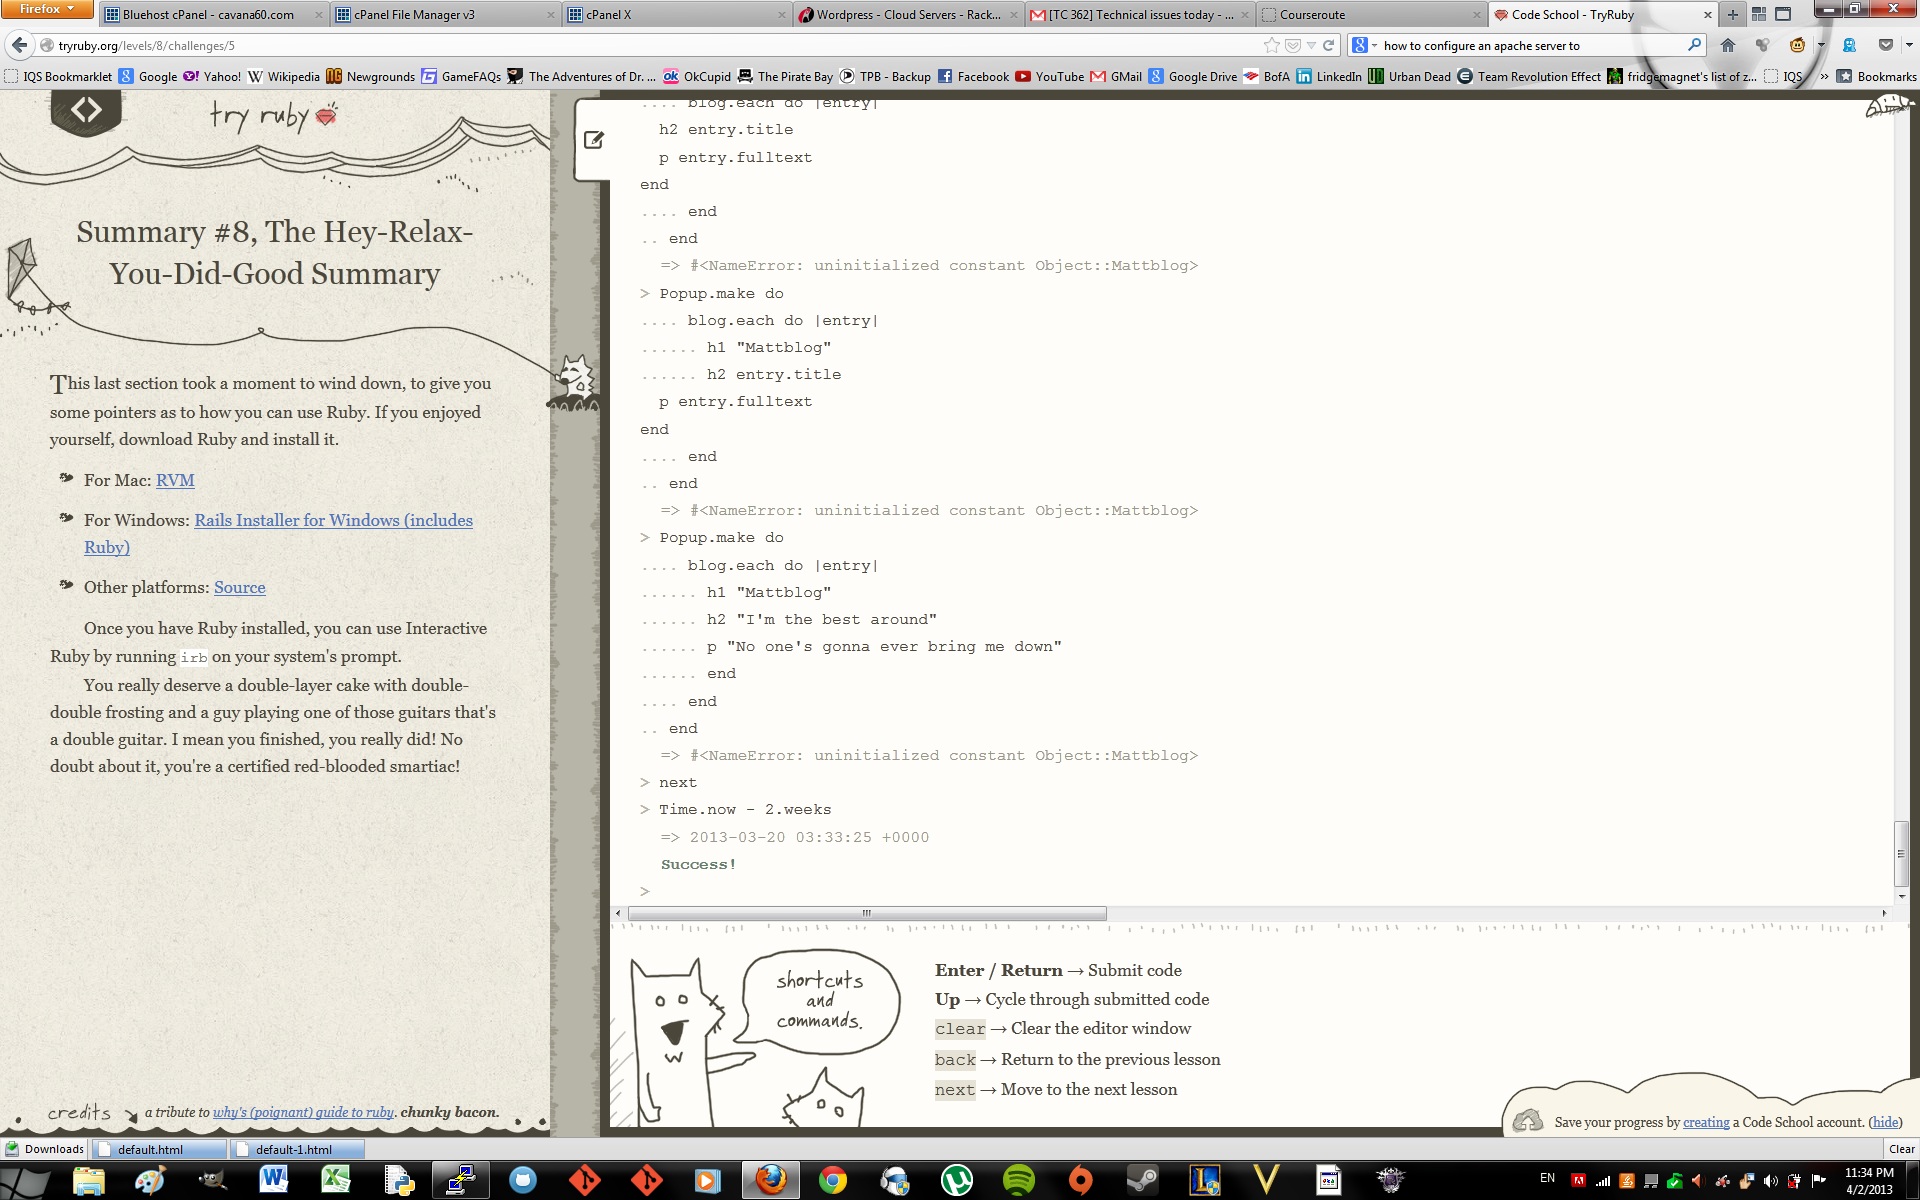 Firefox
Bluehost cPanel - cavana60.com
cPanel File Manager v3
cPanel X
Wordpress - Cloud Servers - Rack...
[TC 362] Technical issues today - ...
Courseroute
Code School - TryRuby
tryruby.org/levels/8/challenges/5
how to configure an apache server to
IQS Bookmarklet Google Yahoo! Wikipedia Newgrounds GameFAQs The Adventures of Dr. ... OkCupid The Pirate Bay TPB - Backup Facebook YouTube GMail Google Drive BofA LinkedIn Urban Dead Team Revolution Effect fridgemagnet's list of z... IQS » Bookmarks
try ruby
Summary #8, The Hey-Relax-
You-Did-Good Summary
This last section took a moment to wind down, to give you
some pointers as to how you can use Ruby. If you enjoyed
yourself, download Ruby and install it.
For Mac: RVM
For Windows: Rails Installer for Windows (includes
Ruby)
Other platforms: Source
Once you have Ruby installed, you can use Interactive
Ruby by running irb on your system's prompt.
You really deserve a double-layer cake with double-
double frosting and a guy playing one of those guitars that's
a double guitar. I mean you finished, you really did! No
doubt about it, you're a certified red-blooded smartiac!
credits a tribute to why's (poignant) guide to ruby. chunky bacon.
.... blog.each do |entry|
h2 entry.title
p entry.fulltext
end
.... end
.. end
=> #<NameError: uninitialized constant Object::Mattblog>
> Popup.make do
.... blog.each do |entry|
...... h1 "Mattblog"
...... h2 entry.title
p entry.fulltext
end
.... end
.. end
=> #<NameError: uninitialized constant Object::Mattblog>
> Popup.make do
.... blog.each do |entry|
...... h1 "Mattblog"
...... h2 "I'm the best around"
...... p "No one's gonna ever bring me down"
...... end
.... end
.. end
=> #<NameError: uninitialized constant Object::Mattblog>
> next
> Time.now - 2.weeks
=> 2013-03-20 03:33:25 +0000
Success!
>
shortcuts
and
commands.
Enter / Return → Submit code
Up → Cycle through submitted code
clear → Clear the editor window
back → Return to the previous lesson
next → Move to the next lesson
Save your progress by creating a Code School account. (hide)
Downloads
default.html
default-1.html
Clear
EN
11:34 PM
4/2/2013